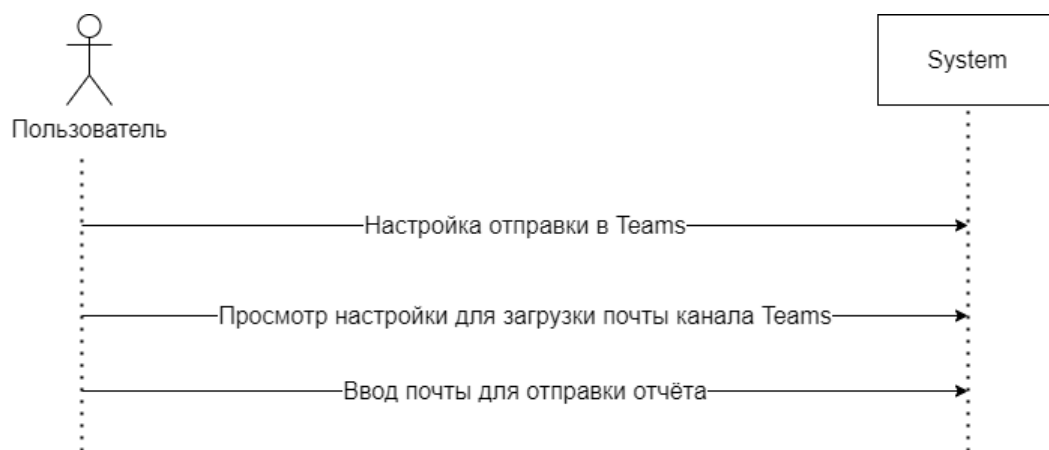 System
Пользователь
Настройка отправки в Teams
Просмотр настройки для загрузки почты канала Teams
Ввод почты для отправки отчёта